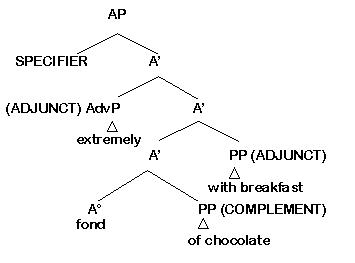 AP
SPECIFIER A'
(ADJUNCT) AdvP A'
extremely
A' PP (ADJUNCT)
with breakfast
A° PP (COMPLEMENT)
fond
of chocolate